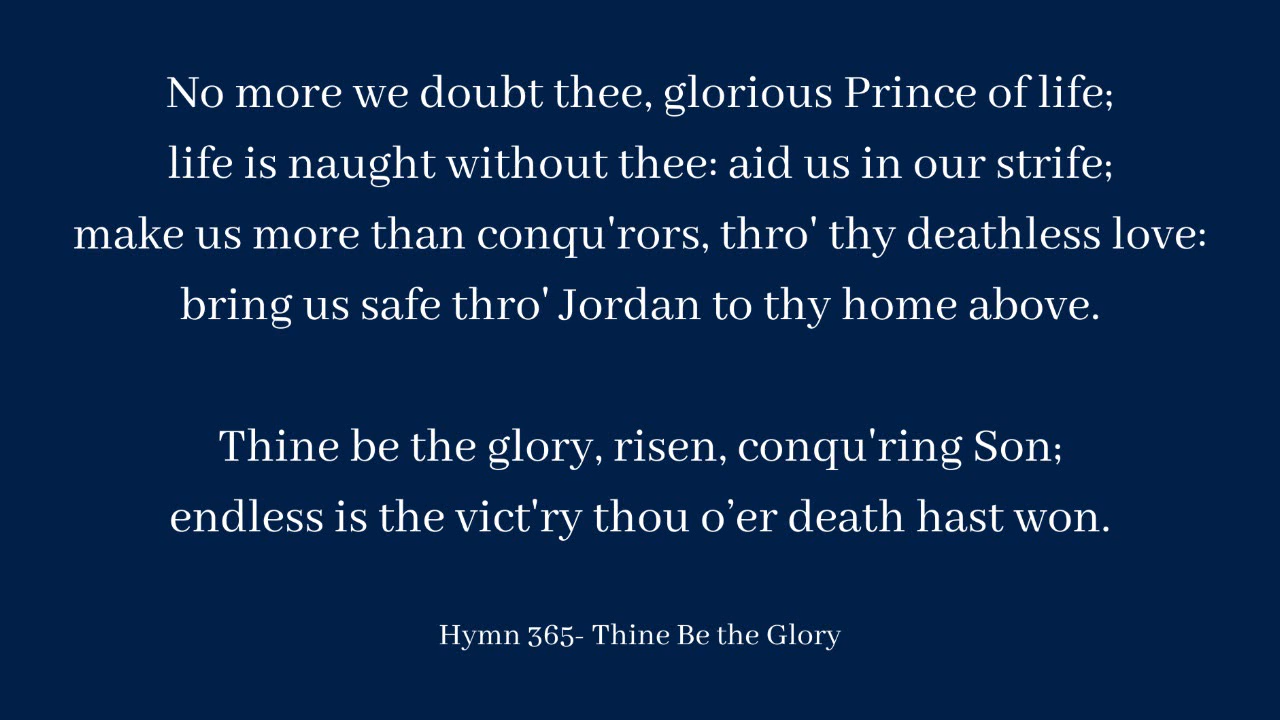 No more we doubt thee, glorious Prince of life;
life is naught without thee: aid us in our strife;
make us more than conqu'rors, thro' thy deathless love:
bring us safe thro' Jordan to thy home above.
Thine be the glory, risen, conqu'ring Son;
endless is the vict'ry thou o’er death hast won.
Hymn 365- Thine Be the Glory